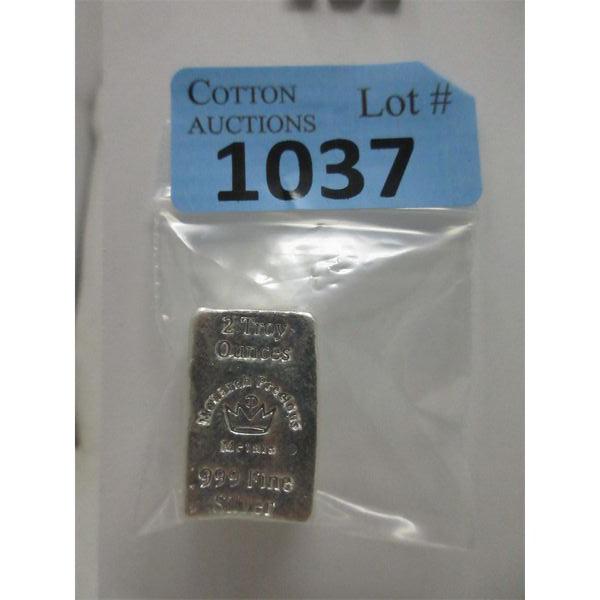 COTTON
AUCTIONS
Lot #
1037
2 Troy
Ounces
Monarch Precious
Metals
.999 Fine
Silver